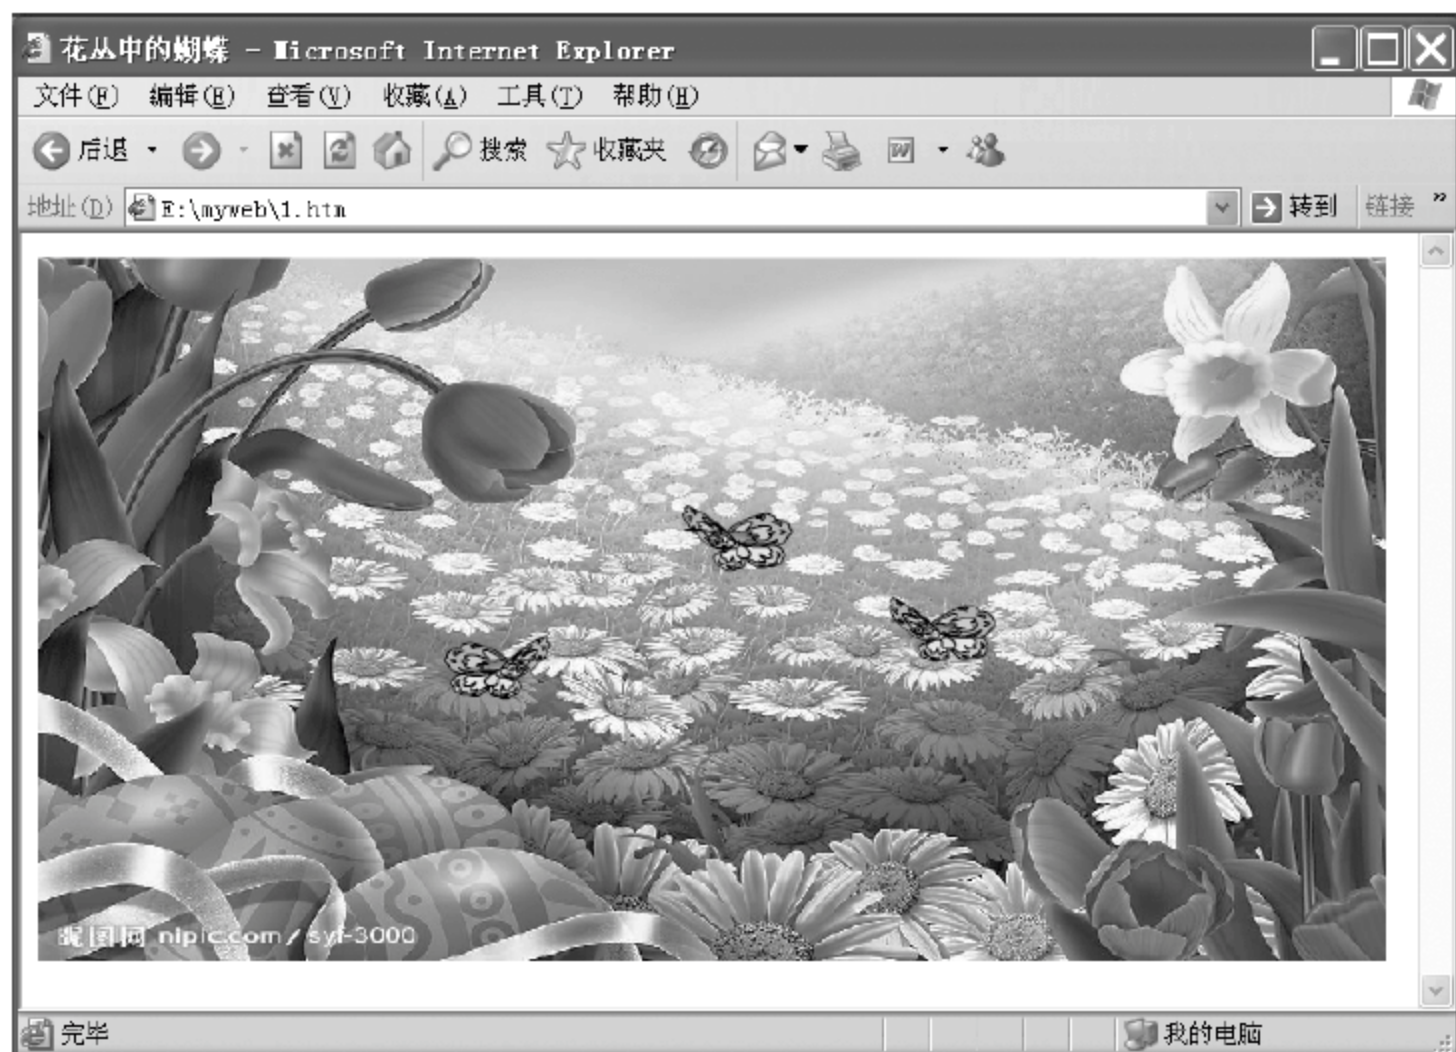 花丛中的蝴蝶 - Microsoft Internet Explorer
文件(F) 编辑(E) 查看(V) 收藏(A) 工具(T) 帮助(H)
后退 搜索 收藏夹
地址(D) E:\myweb\1.htm 转到 链接 »
昵图网 nipic.com / syf-3000
完毕 我的电脑